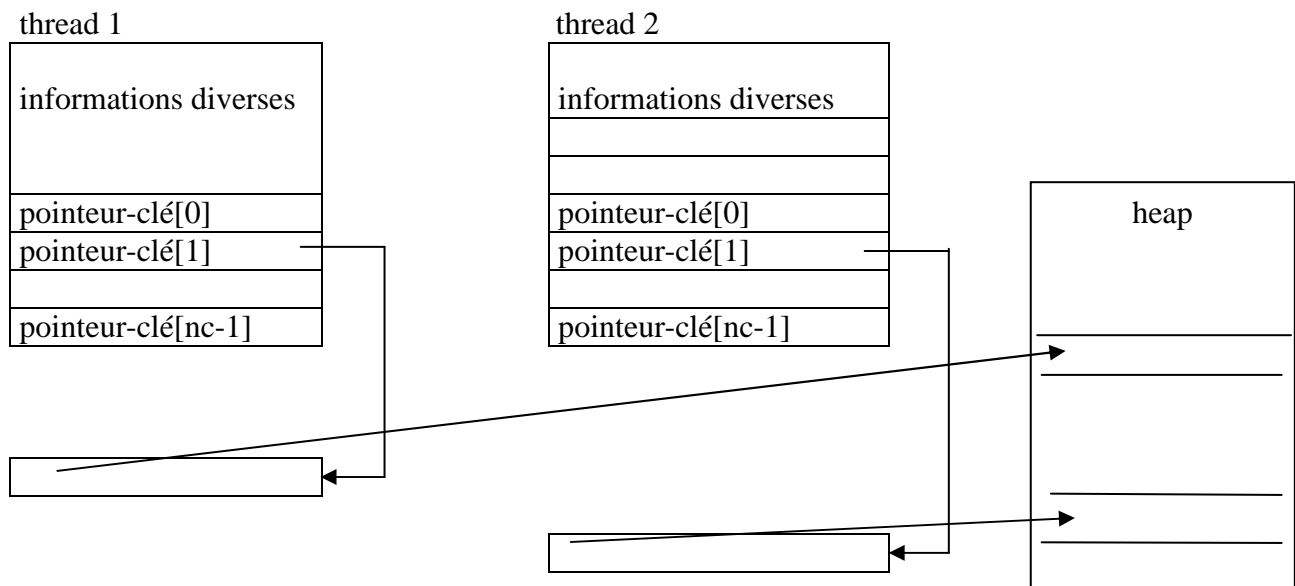 thread 1
informations diverses
pointeur-clé[0]
pointeur-clé[1]
pointeur-clé[nc-1]
thread 2
informations diverses
pointeur-clé[0]
pointeur-clé[1]
pointeur-clé[nc-1]
heap